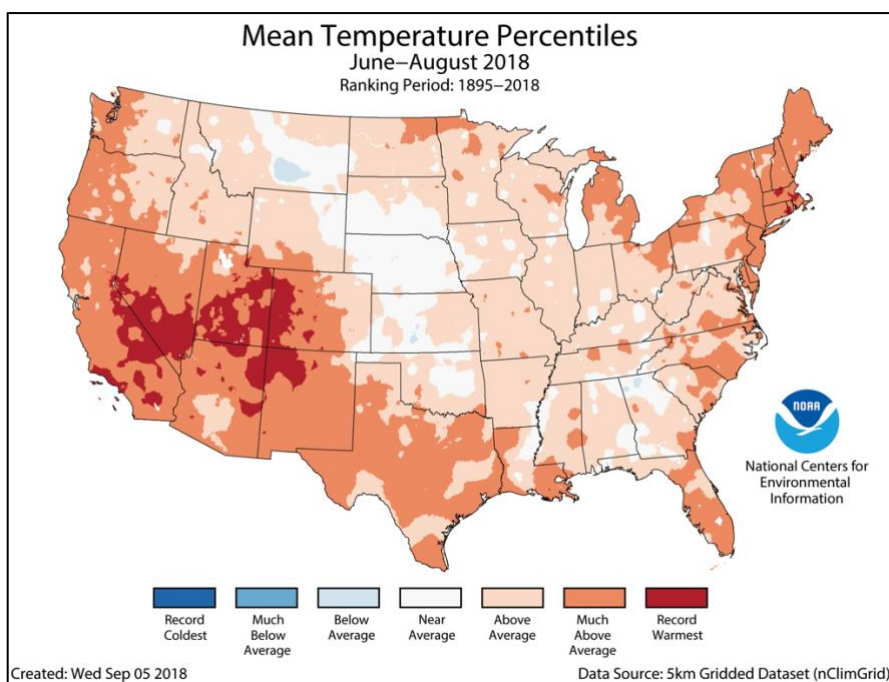 Mean Temperature Percentiles
June–August 2018
Ranking Period: 1895–2018
NOAA
National Centers for
Environmental
Information
Record
Coldest
Much
Below
Average
Below
Average
Near
Average
Above
Average
Much
Above
Average
Record
Warmest
Created: Wed Sep 05 2018
Data Source: 5km Gridded Dataset (nClimGrid)